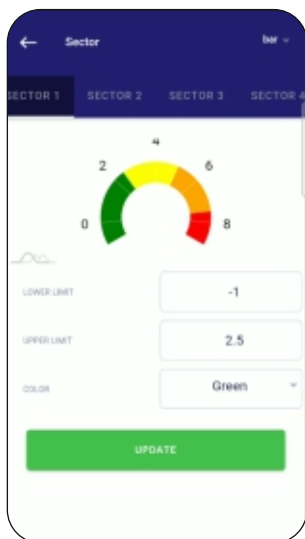 Sector
bar
SECTOR 1 SECTOR 2 SECTOR 3 SECTOR 4
4
2 6
0 8
LOWER LIMIT -1
UPPER LIMIT 2.5
COLOR Green
UPDATE